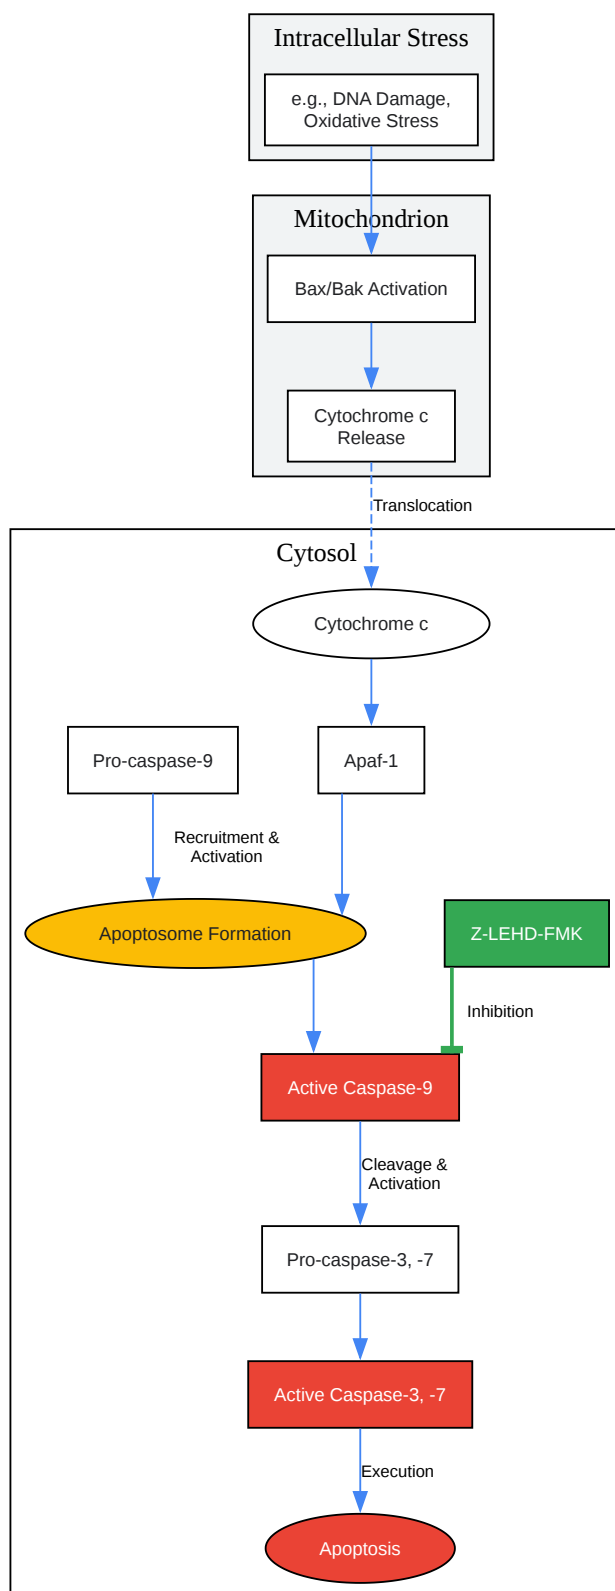 Intracellular Stress
e.g., DNA Damage,
Oxidative Stress
Mitochondrion
Bax/Bak Activation
Cytochrome c
Release
Translocation
Cytosol
Cytochrome c
Pro-caspase-9
Apaf-1
Recruitment &
Activation
Apoptosome Formation
Z-LEHD-FMK
Inhibition
Active Caspase-9
Cleavage &
Activation
Pro-caspase-3, -7
Active Caspase-3, -7
Execution
Apoptosis